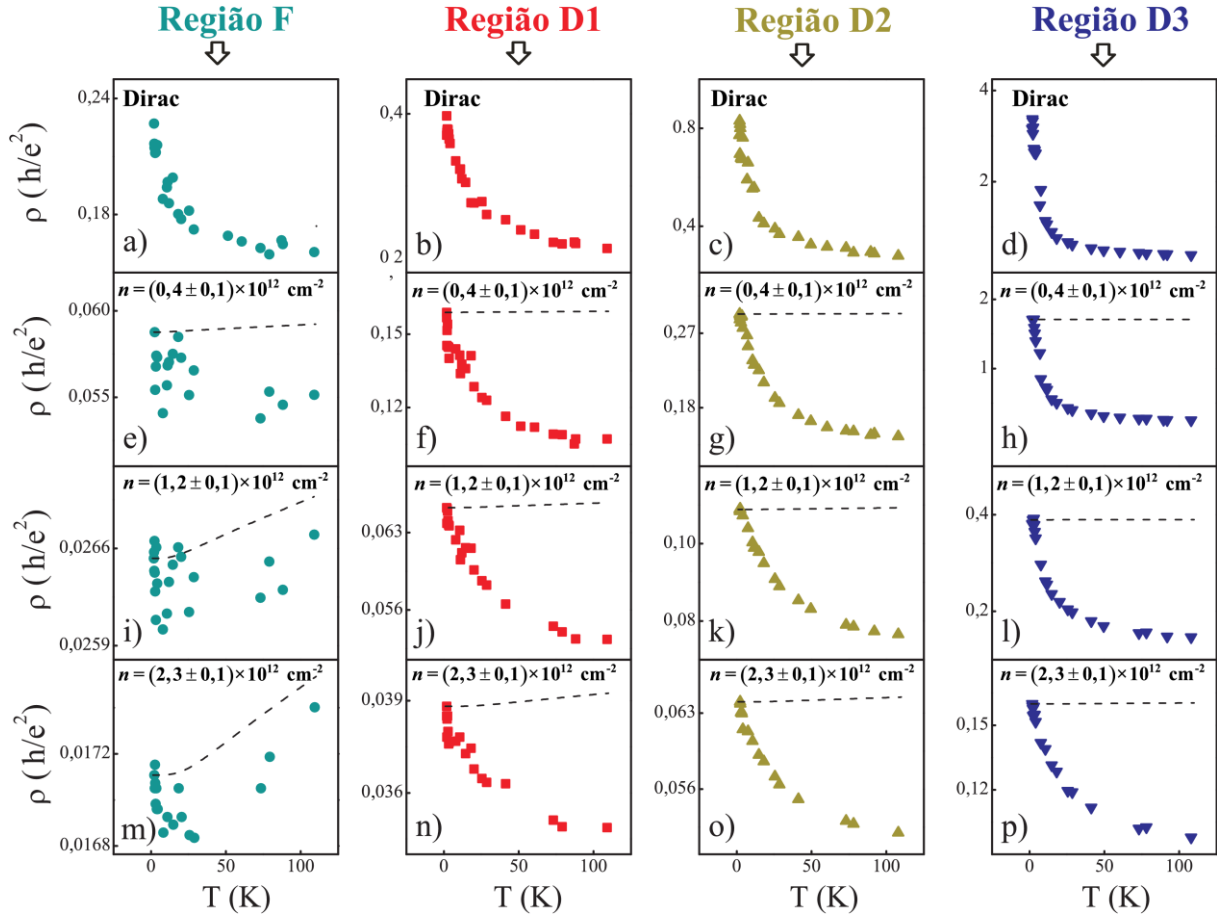 Região F Região D1 Região D2 Região D3
ρ (h/e²)
0,24
0,18
Dirac
a)
0,4
0,2
Dirac
b)
0.8
0.4
Dirac
c)
4
2
Dirac
d)
ρ (h/e²)
0,060
0,055
n = (0,4 ± 0,1)×10¹² cm⁻²
e)
0,15
0,12
n = (0,4 ± 0,1)×10¹² cm⁻²
f)
0,27
0,18
n = (0,4 ± 0,1)×10¹² cm⁻²
g)
2
1
n = (0,4 ± 0,1)×10¹² cm⁻²
h)
ρ (h/e²)
0,0266
0,0259
n = (1,2 ± 0,1)×10¹² cm⁻²
i)
0,063
0,056
n = (1,2 ± 0,1)×10¹² cm⁻²
j)
0,10
0,08
n = (1,2 ± 0,1)×10¹² cm⁻²
k)
0,4
0,2
n = (1,2 ± 0,1)×10¹² cm⁻²
l)
ρ (h/e²)
0,0172
0,0168
n = (2,3 ± 0,1)×10¹² cm⁻²
m)
0,039
0,036
n = (2,3 ± 0,1)×10¹² cm⁻²
n)
0,063
0,056
n = (2,3 ± 0,1)×10¹² cm⁻²
o)
0,15
0,12
n = (2,3 ± 0,1)×10¹² cm⁻²
p)
0 50 100 0 50 100 0 50 100 0 50 100
T (K) T (K) T (K) T (K)